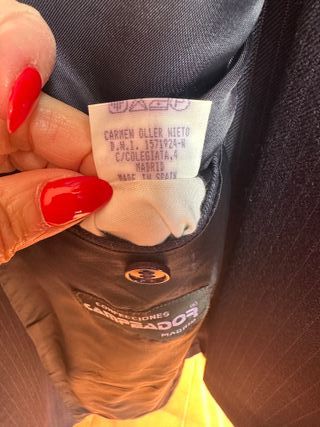 CARMEN OLLER NIETO
D.N.I. 1571924-N
C/COLEGIATA,4
MADRID
MADE IN SPAIN
CONFECCIONES
CAMPEADOR
MADRID